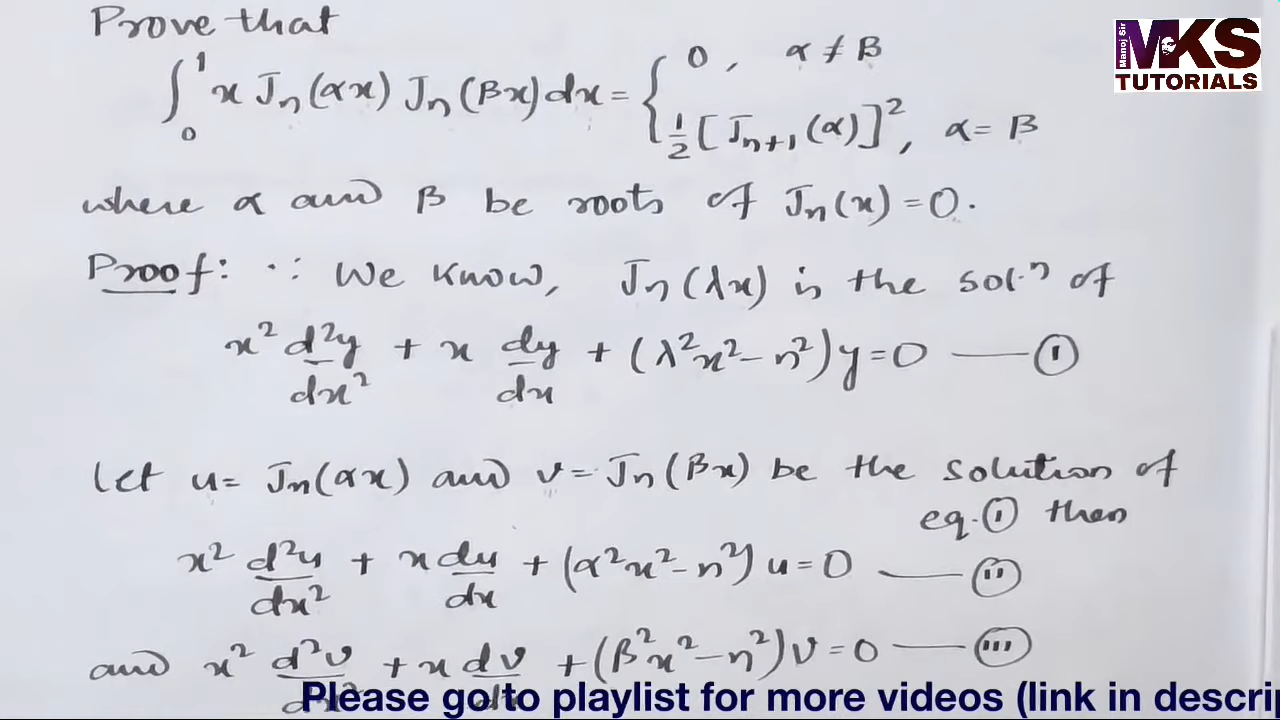 Prove that
∫₀¹ x Jₙ(αx) Jₙ(βx) dx = { 0, α ≠ β
½ [Jₙ₊₁(α)]², α = β
where α and β be roots of Jₙ(x) = 0.
Proof: ∵ We know, Jₙ(λx) is the solⁿ of
x² d²y/dx² + x dy/dx + (λ²x² - n²) y = 0 — (i)
Let u = Jₙ(αx) and v = Jₙ(βx) be the solution of
eq. (i) then
x² d²u/dx² + x du/dx + (α²x² - n²) u = 0 — (ii)
and x² d²v/dx² + x dv/dx + (β²x² - n²) v = 0 — (iii)
Manoj Sir
MKS
TUTORIALS
Please go to playlist for more videos (link in descri